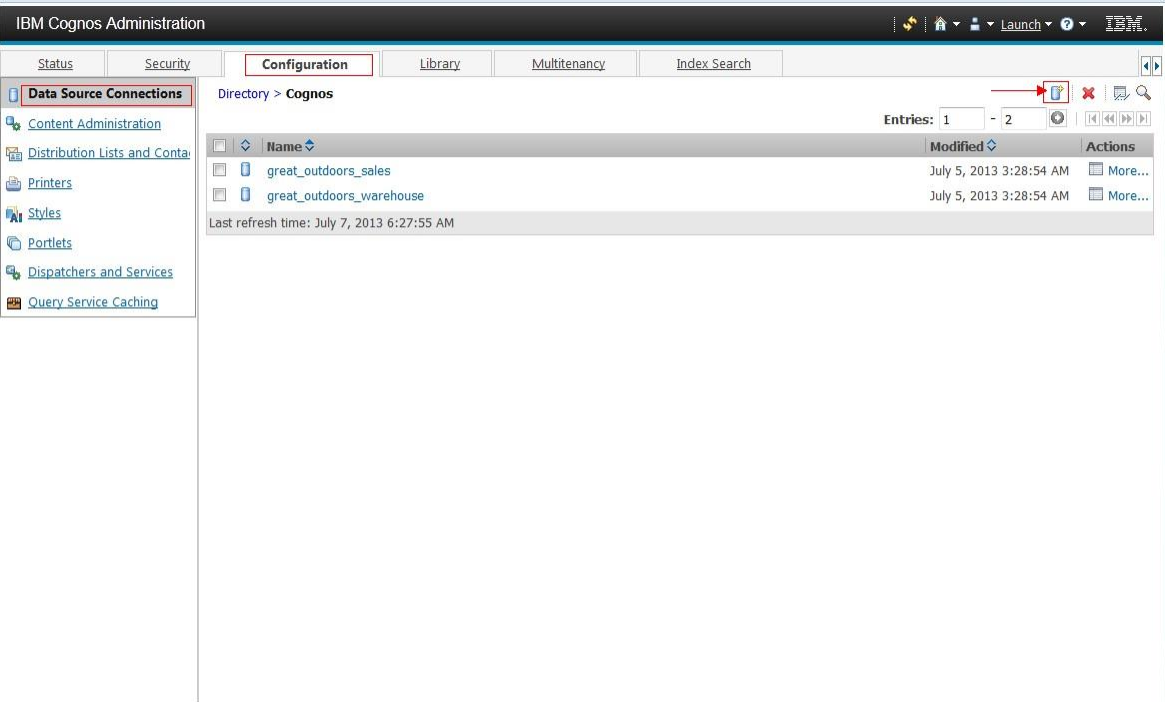 IBM Cognos Administration Launch IBM.
Status Security Configuration Library Multitenancy Index Search
Data Source Connections
Content Administration
Distribution Lists and Conta
Printers
Styles
Portlets
Dispatchers and Services
Query Service Caching
Directory > Cognos
Entries: 1 - 2
Name Modified Actions
great_outdoors_sales July 5, 2013 3:28:54 AM More...
great_outdoors_warehouse July 5, 2013 3:28:54 AM More...
Last refresh time: July 7, 2013 6:27:55 AM